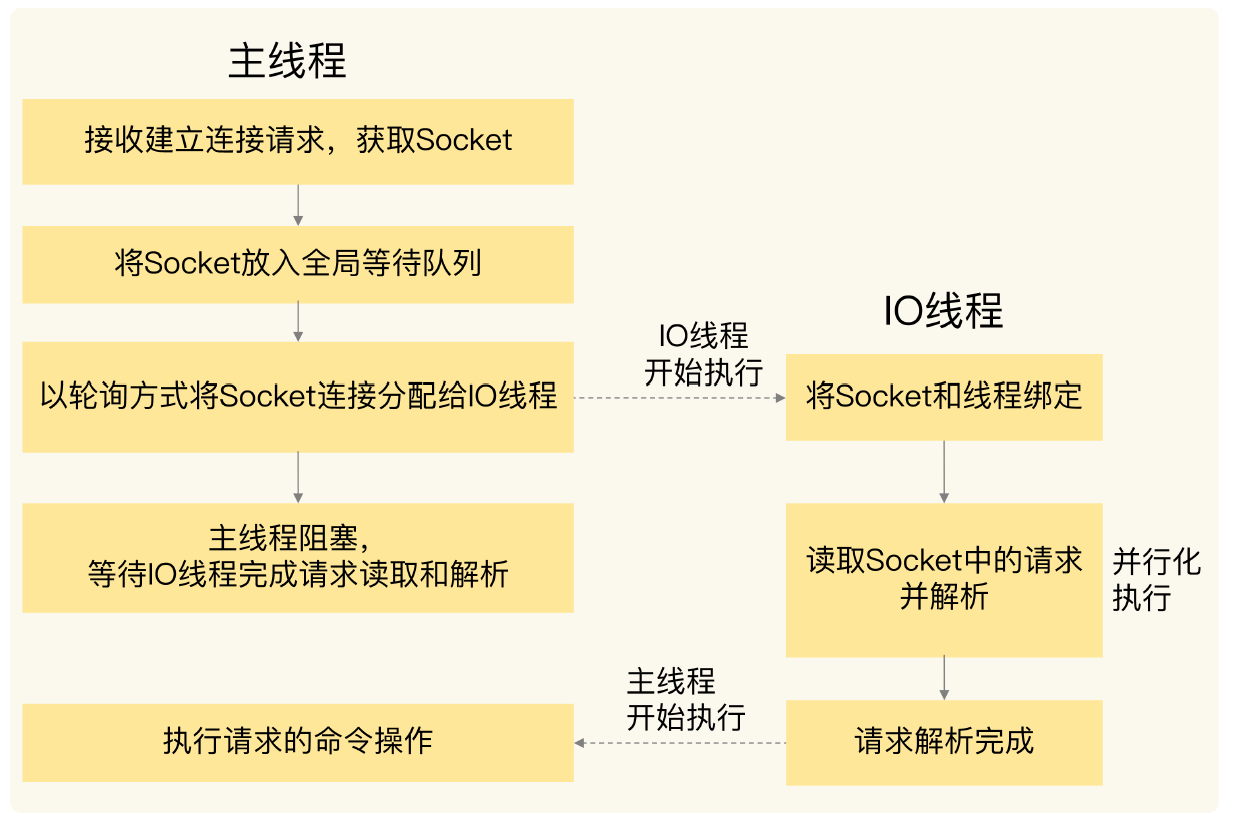 主线程
接收建立连接请求，获取Socket
将Socket放入全局等待队列
以轮询方式将Socket连接分配给IO线程
主线程阻塞，
等待IO线程完成请求读取和解析
IO线程
开始执行
IO线程
将Socket和线程绑定
读取Socket中的请求
并解析
并行化
执行
请求解析完成
主线程
开始执行
执行请求的命令操作